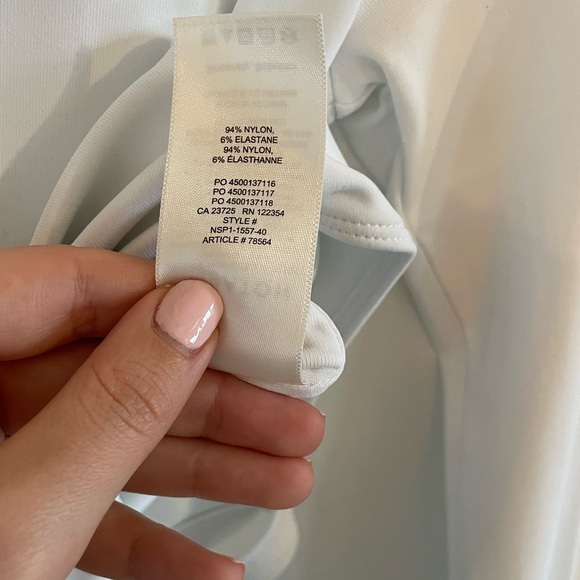 94% NYLON,
6% ELASTANE
94% NYLON,
6% ÉLASTHANNE
PO 4500137116
PO 4500137117
PO 4500137118
CA 23725 RN 122354
STYLE #
NSP1-1557-40
ARTICLE # 78564